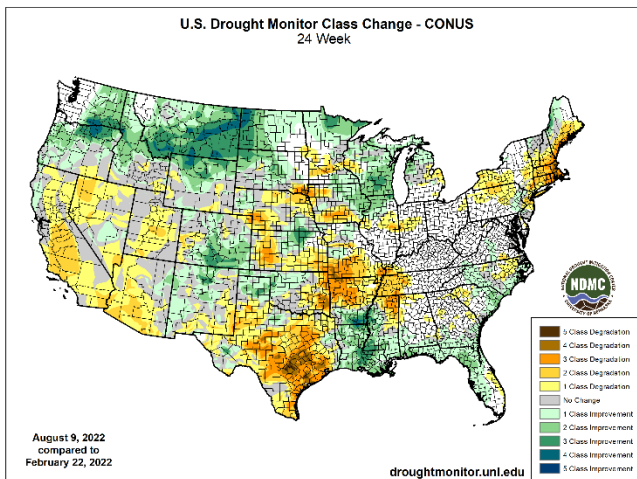 U.S. Drought Monitor Class Change - CONUS
24 Week
NDMC
5 Class Degradation
4 Class Degradation
3 Class Degradation
2 Class Degradation
1 Class Degradation
No Change
1 Class Improvement
2 Class Improvement
3 Class Improvement
4 Class Improvement
5 Class Improvement
August 9, 2022
compared to
February 22, 2022
droughtmonitor.unl.edu